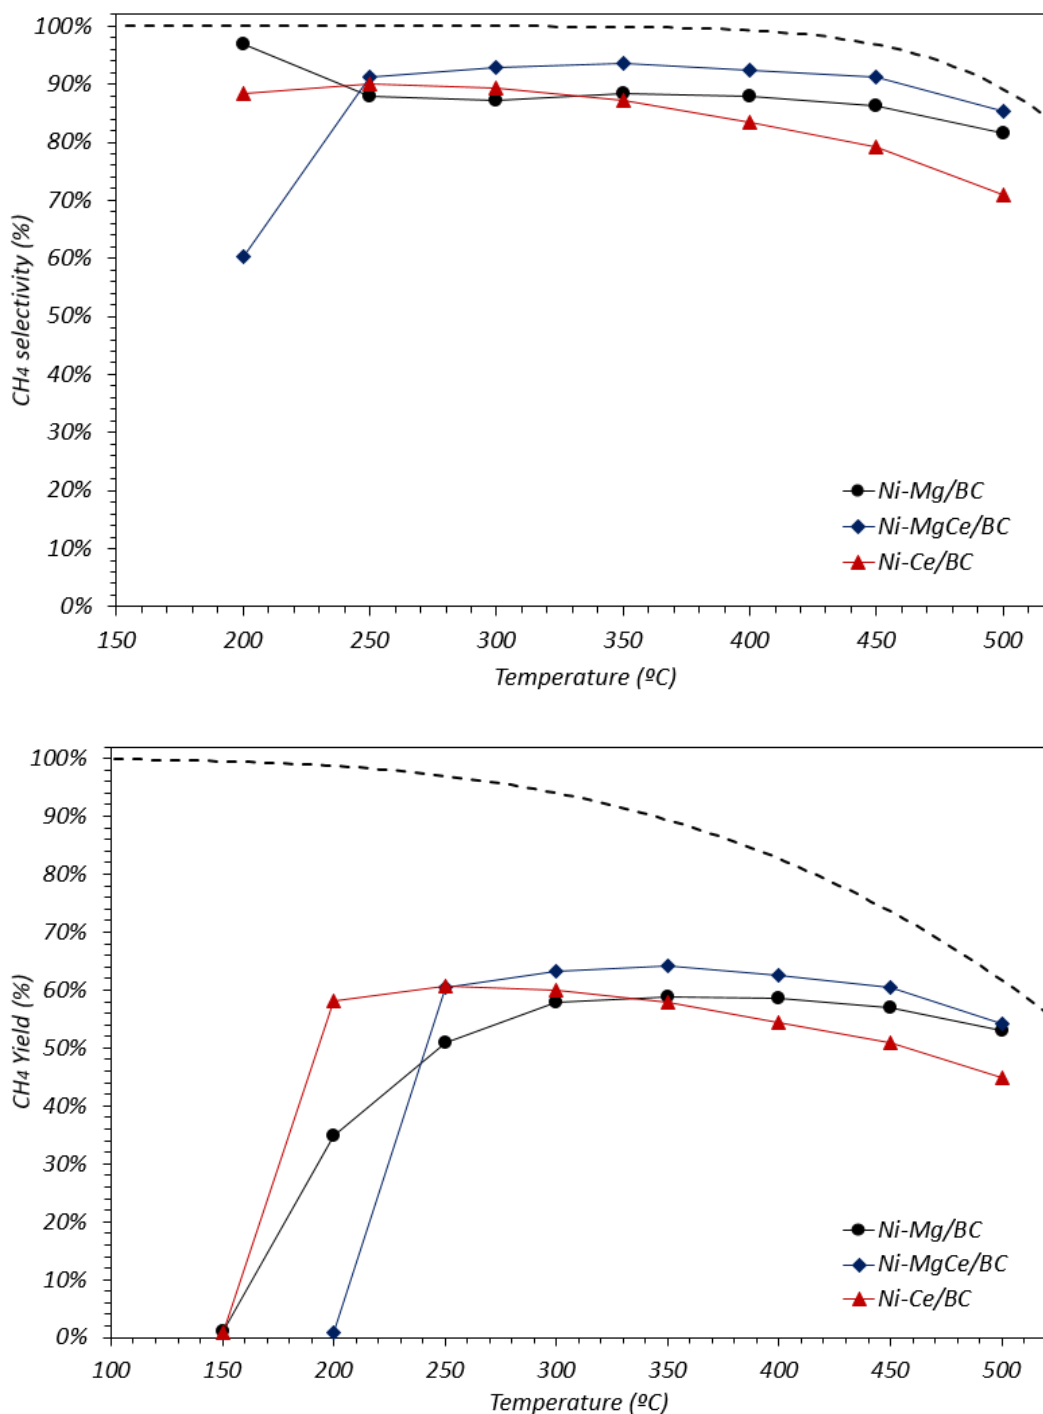 100%
90%
80%
70%
60%
50%
40%
30%
20%
10%
0%
CH4 selectivity (%)
Ni-Mg/BC
Ni-MgCe/BC
Ni-Ce/BC
150 200 250 300 350 400 450 500
Temperature (ºC)
100%
90%
80%
70%
60%
50%
40%
30%
20%
10%
0%
CH4 Yield (%)
Ni-Mg/BC
Ni-MgCe/BC
Ni-Ce/BC
100 150 200 250 300 350 400 450 500
Temperature (ºC)